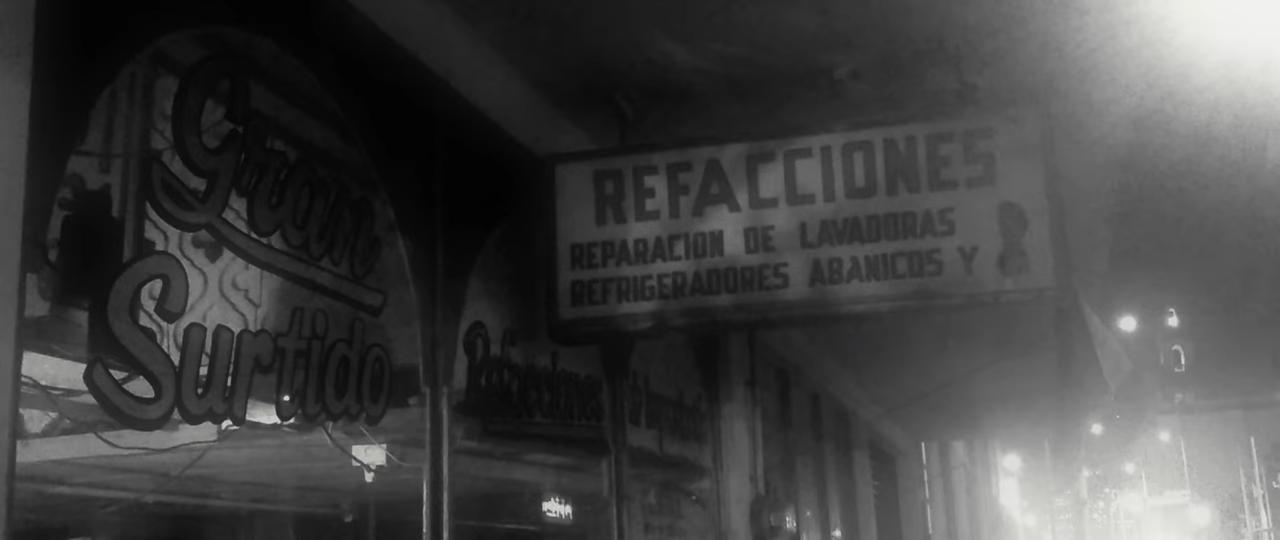 Gran
Surtido
REFACCIONES
REPARACION DE LAVADORAS
REFRIGERADORES ABANICOS Y
Refacciones